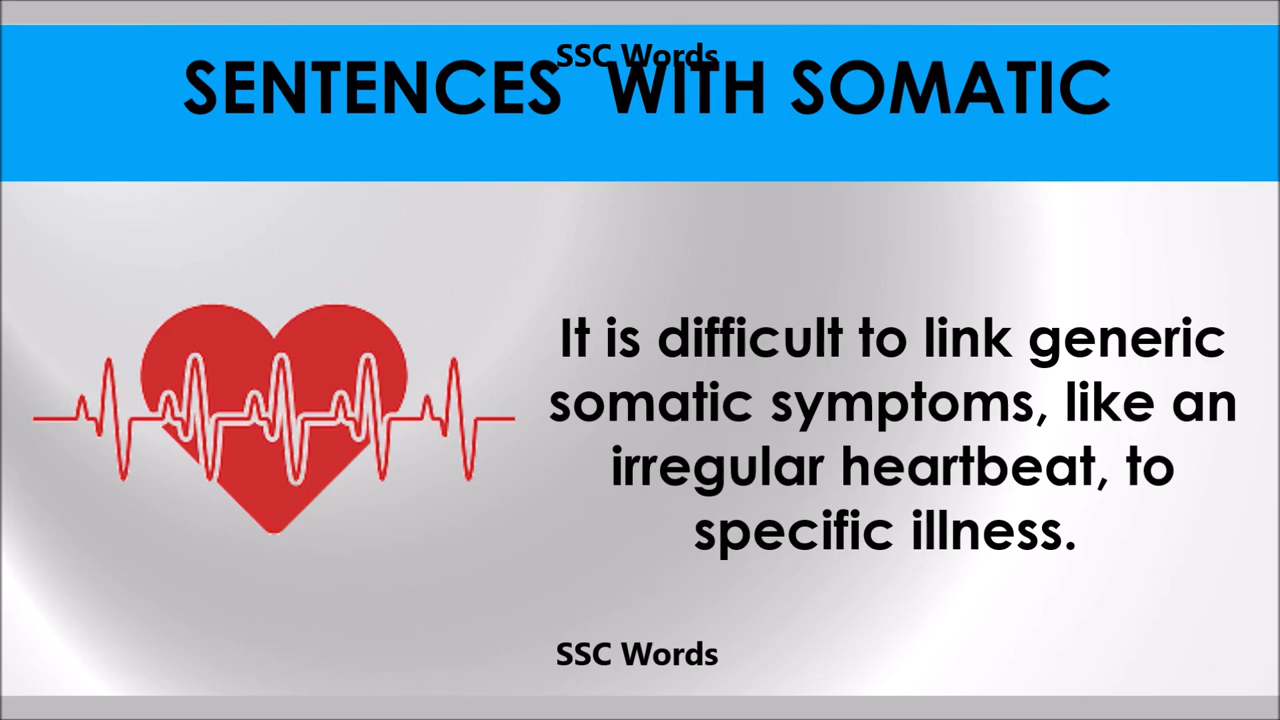 SSC Words
SENTENCES WITH SOMATIC
It is difficult to link generic
somatic symptoms, like an
irregular heartbeat, to
specific illness.
SSC Words